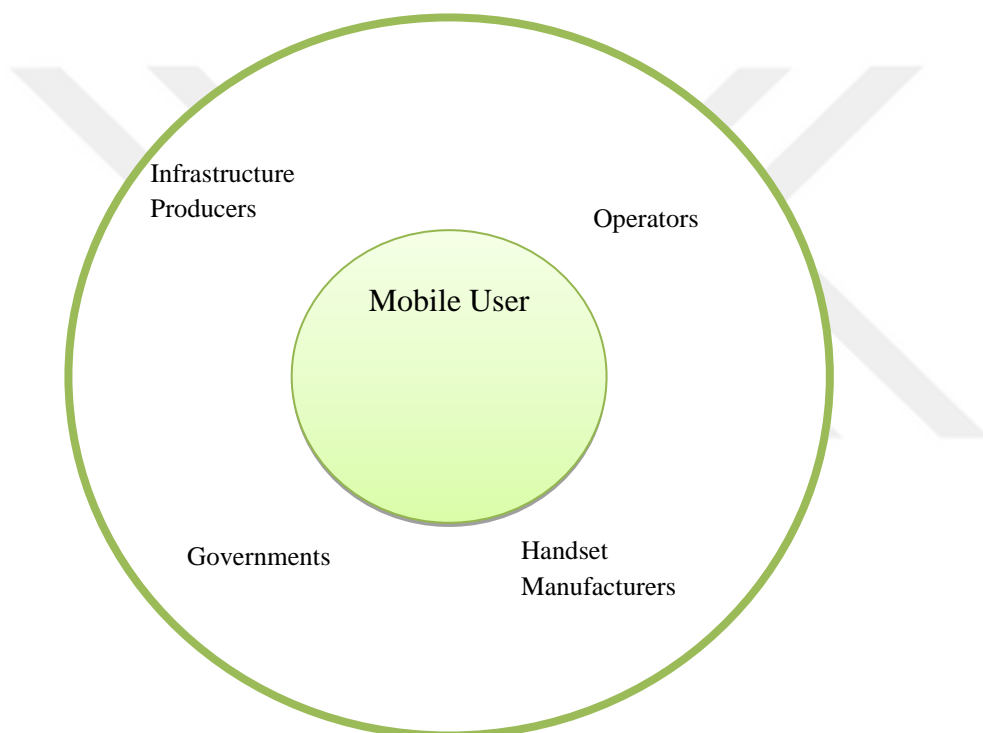 Infrastructure
Producers
Operators
Mobile User
Governments
Handset
Manufacturers